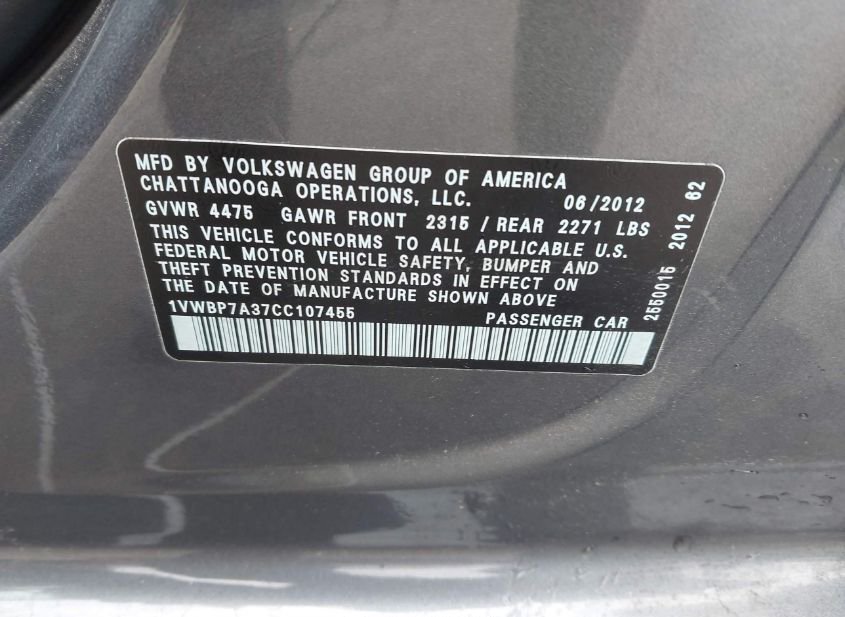 MFD BY VOLKSWAGEN GROUP OF AMERICA
CHATTANOOGA OPERATIONS, LLC. 06/2012
GVWR 4475 GAWR FRONT 2315 / REAR 2271 LBS
THIS VEHICLE CONFORMS TO ALL APPLICABLE U.S.
FEDERAL MOTOR VEHICLE SAFETY, BUMPER AND
THEFT PREVENTION STANDARDS IN EFFECT ON
THE DATE OF MANUFACTURE SHOWN ABOVE
1VWBP7A37CC107455 PASSENGER CAR
2550015 2012 62